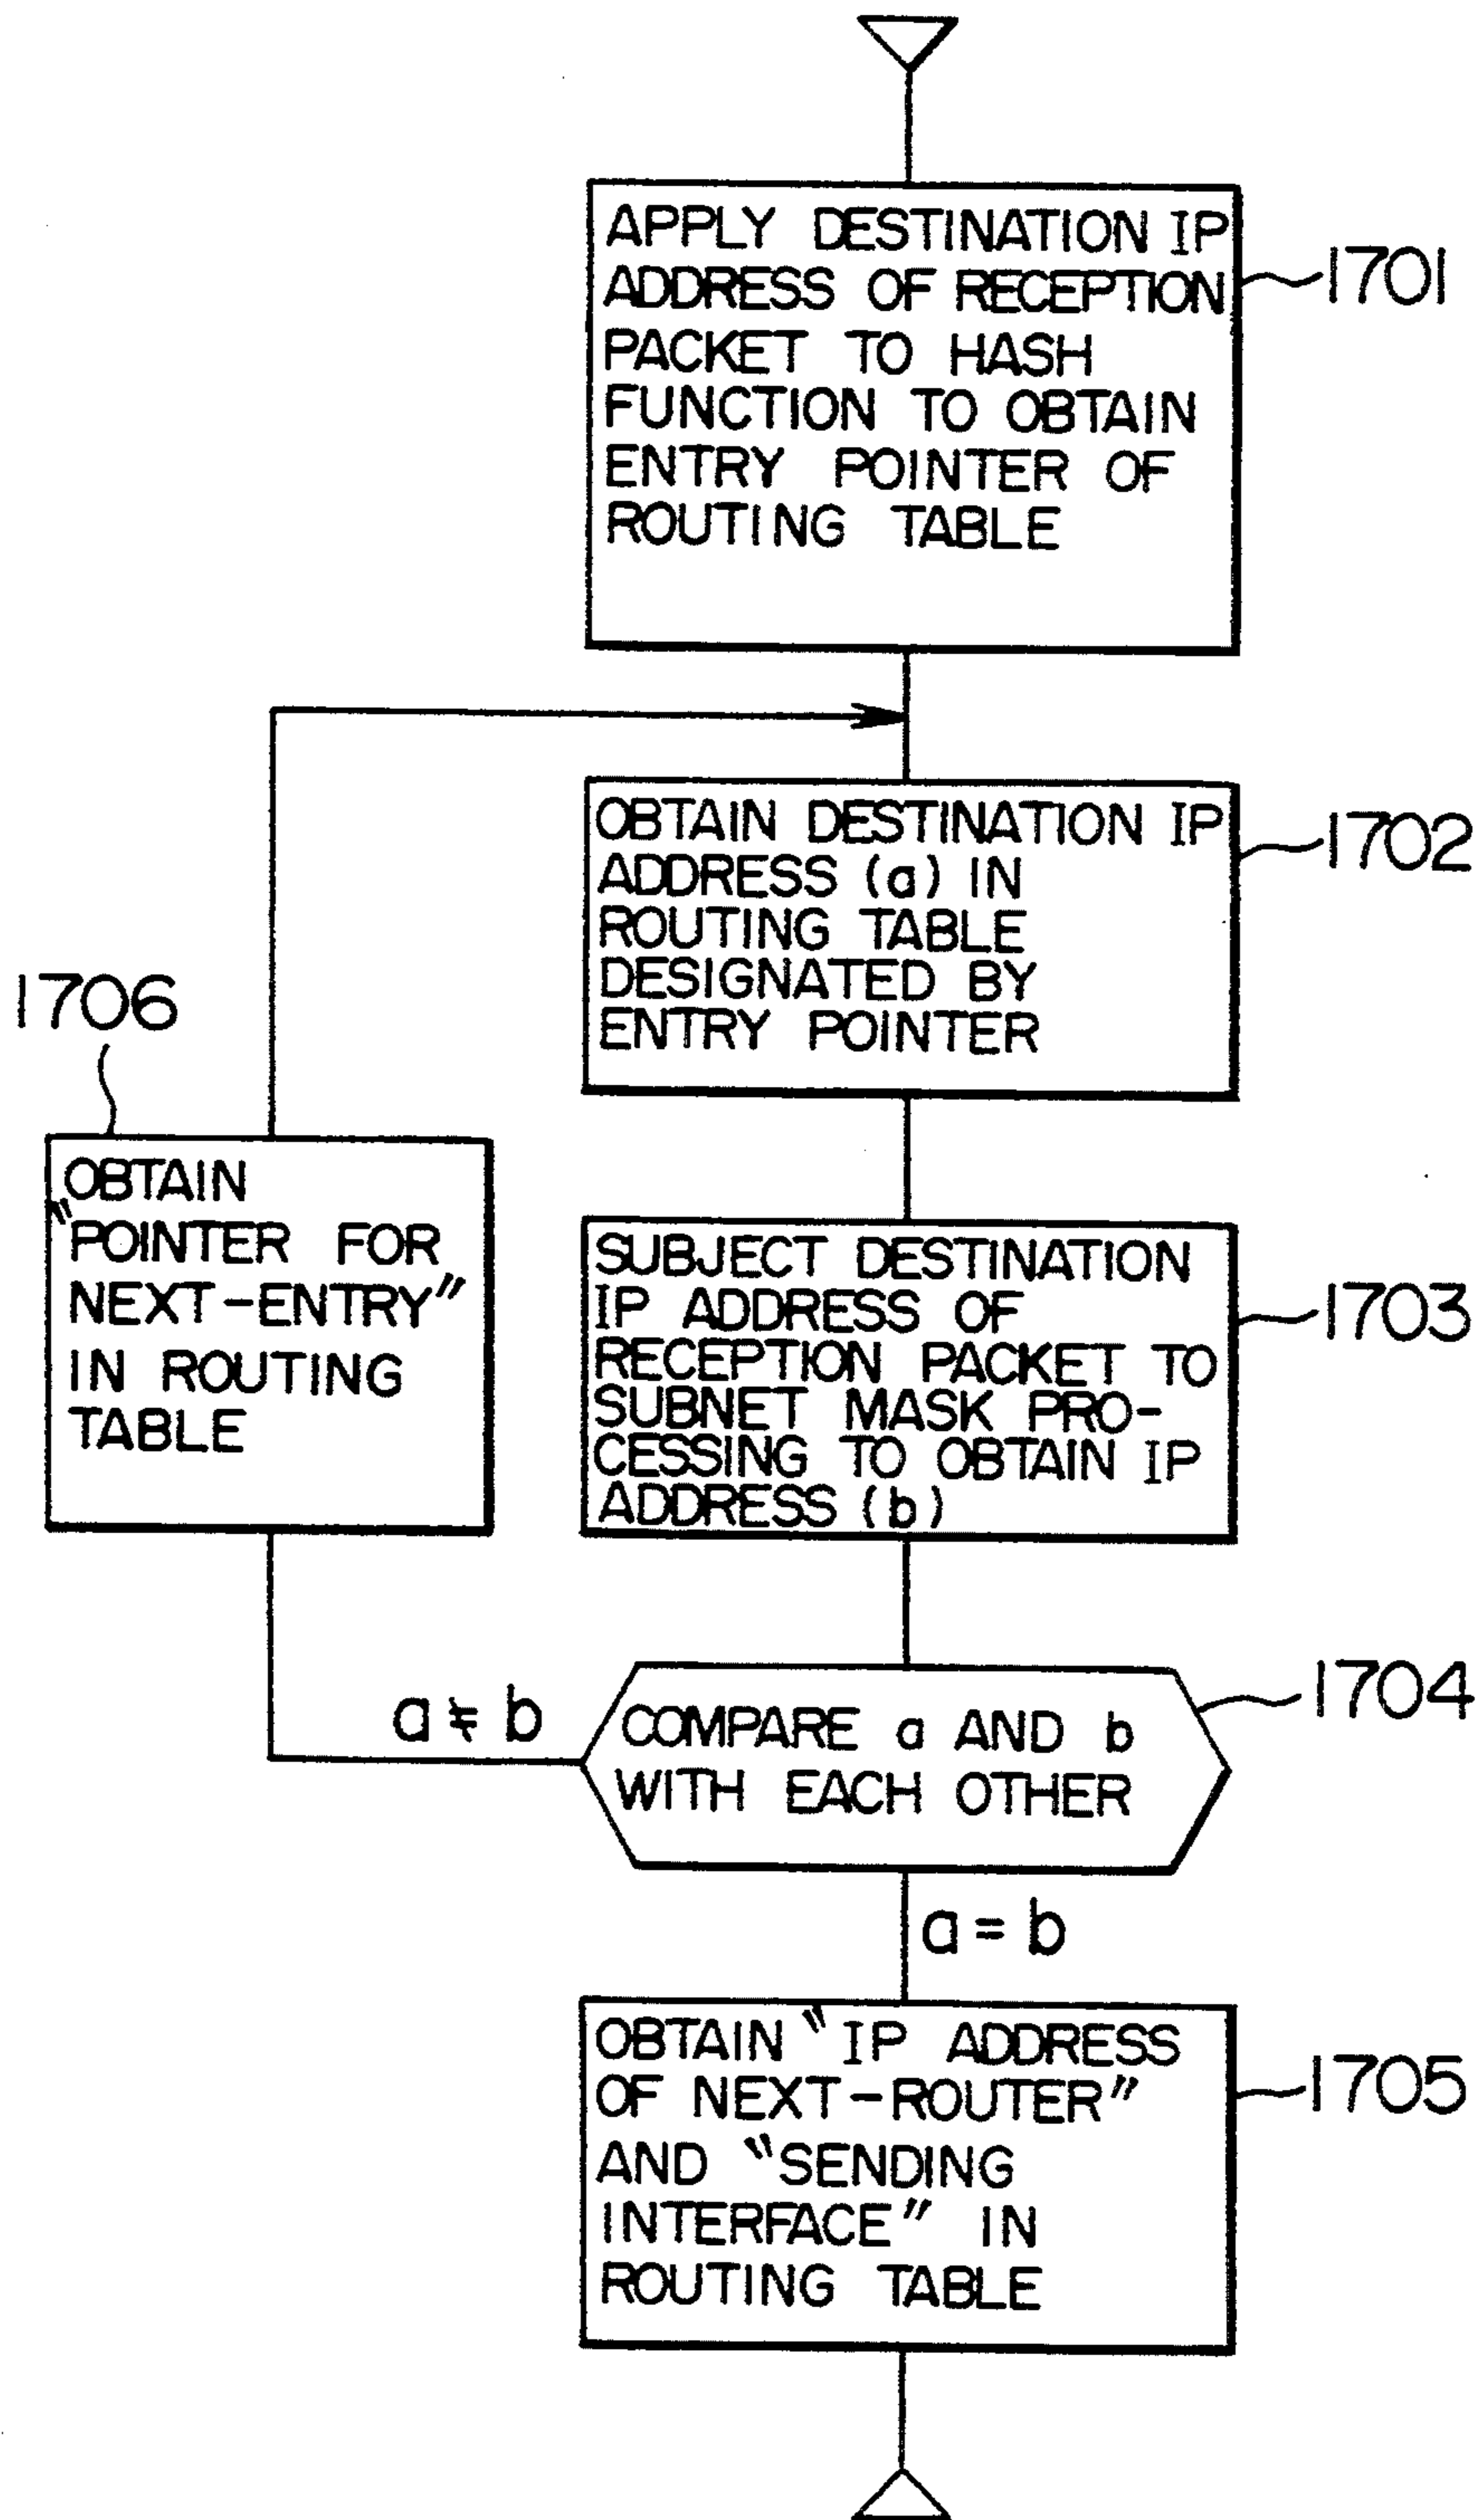 APPLY DESTINATION IP
ADDRESS OF RECEPTION
PACKET TO HASH
FUNCTION TO OBTAIN
ENTRY POINTER OF
ROUTING TABLE
1701
OBTAIN DESTINATION IP
ADDRESS (a) IN
ROUTING TABLE
DESIGNATED BY
ENTRY POINTER
1702
1706
OBTAIN
"POINTER FOR
NEXT-ENTRY"
IN ROUTING
TABLE
SUBJECT DESTINATION
IP ADDRESS OF
RECEPTION PACKET TO
SUBNET MASK PRO-
CESSING TO OBTAIN IP
ADDRESS (b)
1703
a ≠ b
COMPARE a AND b
WITH EACH OTHER
1704
a = b
OBTAIN "IP ADDRESS
OF NEXT-ROUTER"
AND "SENDING
INTERFACE" IN
ROUTING TABLE
1705